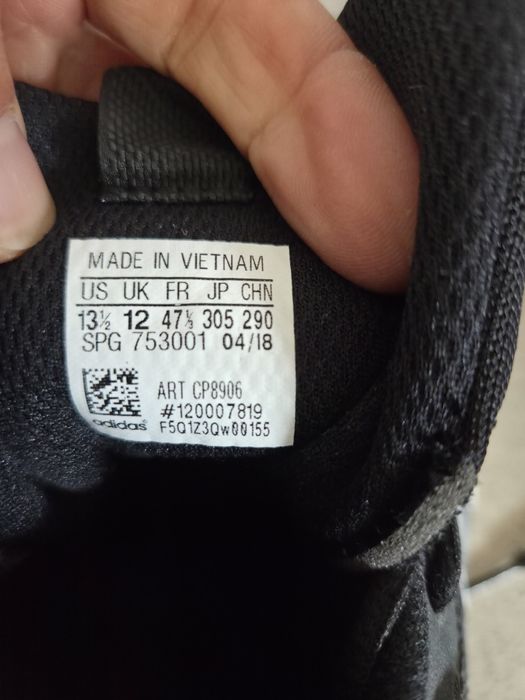 MADE IN VIETNAM
US UK FR JP CHN
13½ 12 47⅓ 305 290
SPG 753001 04/18
ART CP8906
#120007819
adidas F5Q1Z3Qw00155